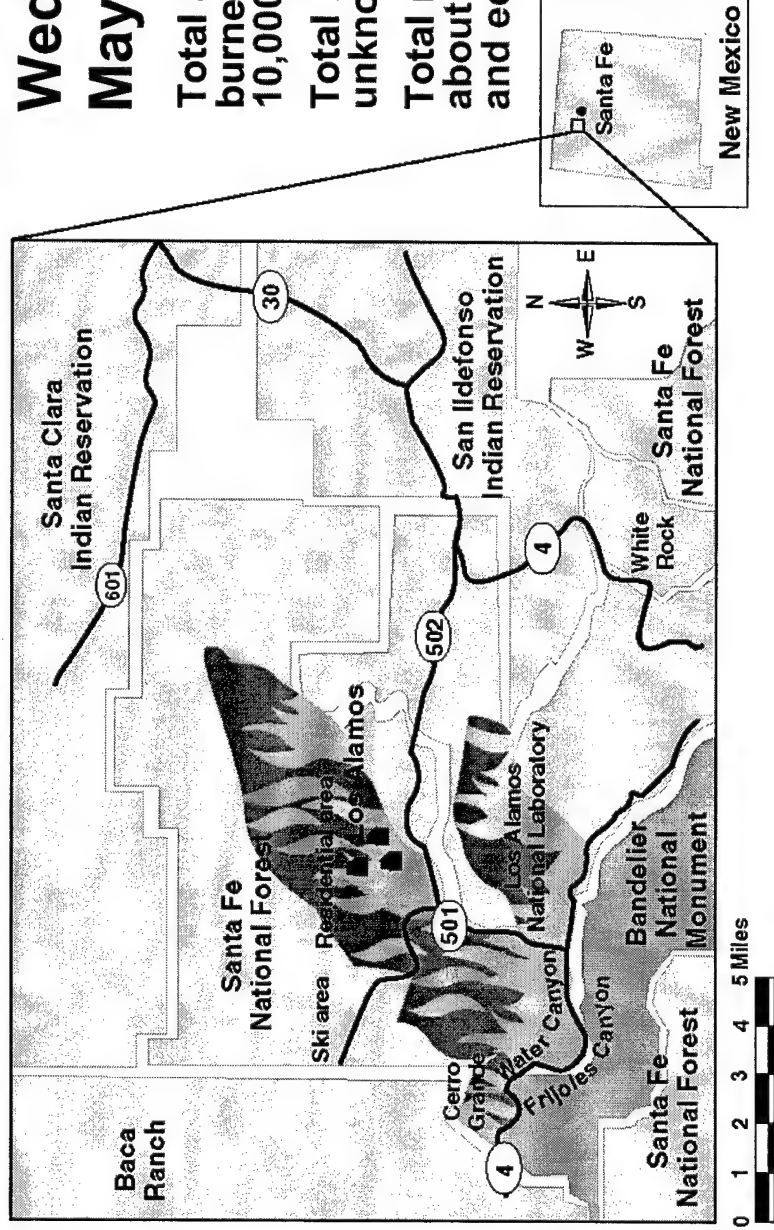 Wec
May
Total
burne
10,000
Total
unkno
Total
about
and ec
Santa Fe
New Mexico
Santa Clara
Indian Reservation
601
30
Baca
Ranch
Santa Fe
National Forest
Ski area
Residential area
Los Alamos
502
San Ildefonso
Indian Reservation
N
W
E
S
501
Los Alamos
National Laboratory
4
White
Rock
Santa Fe
National Forest
Cerro
Grande
Water Canyon
Frijoles Canyon
4
Bandelier
National
Monument
Santa Fe
National Forest
0 1 2 3 4 5 Miles